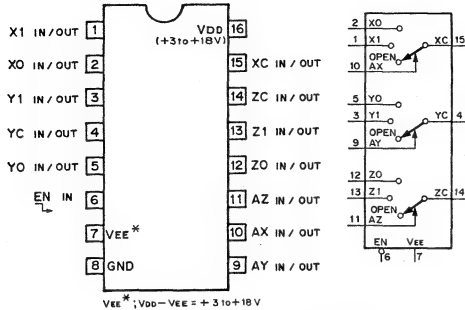 X1 IN/OUT 1
X0 IN/OUT 2
Y1 IN/OUT 3
YC IN/OUT 4
Y0 IN/OUT 5
EN IN 6
7 VEE*
8 GND
VDD 16
(+3 to +18V)
15 XC IN/OUT
14 ZC IN/OUT
13 Z1 IN/OUT
12 Z0 IN/OUT
11 AZ IN/OUT
10 AX IN/OUT
9 AY IN/OUT
VEE*; VDD-VEE = +3 to +18V
2 X0
1 X1 XC 15
OPEN
10 AX
5 Y0
3 Y1 YC 4
OPEN
9 AY
12 Z0
13 Z1 ZC 14
OPEN
11 AZ
EN VEE
6 7